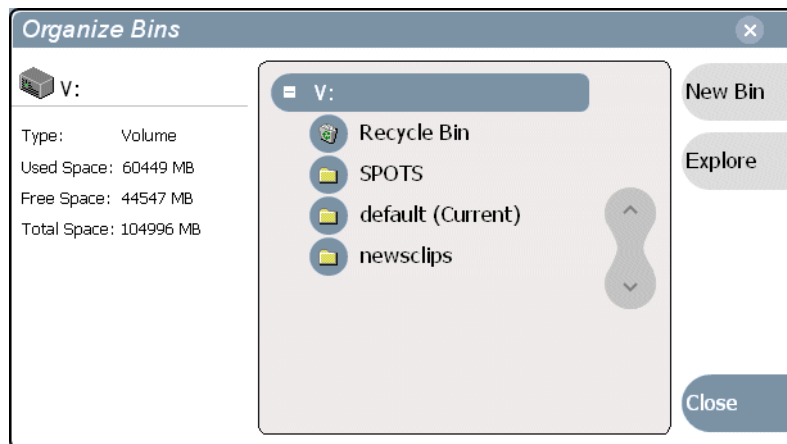 Organize Bins
V:
Type: Volume
Used Space: 60449 MB
Free Space: 44547 MB
Total Space: 104996 MB
V:
Recycle Bin
SPOTS
default (Current)
newsclips
New Bin
Explore
Close